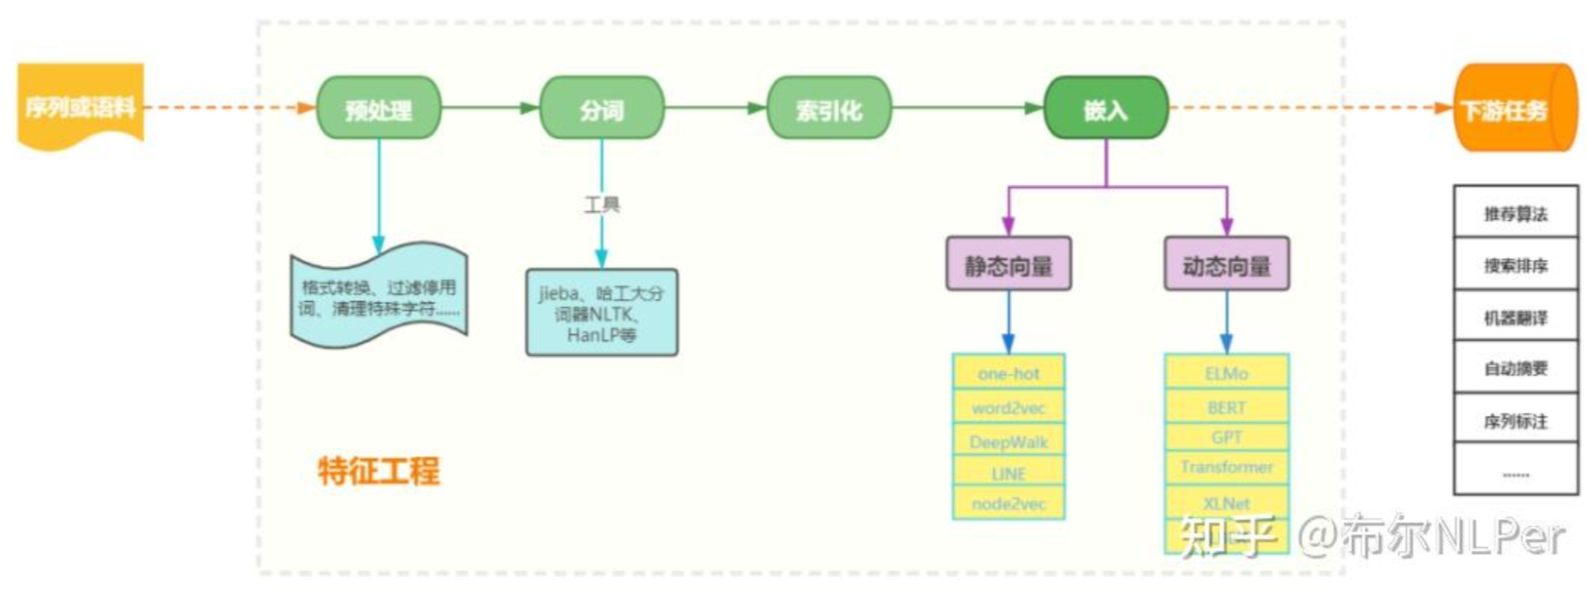 序列或语料
预处理
分词
索引化
嵌入
下游任务
工具
格式转换、过滤停用
词、清理特殊字符......
jieba、哈工大分
词器NLTK、
HanLP等
静态向量
动态向量
one-hot
word2vec
DeepWalk
LINE
node2vec
ELMo
BERT
GPT
Transformer
XLNet
推荐算法
搜索排序
机器翻译
自动摘要
序列标注
......
特征工程
知乎 @布尔NLPer